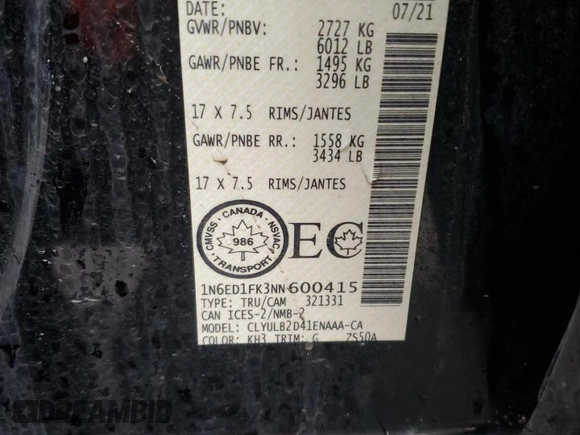 DATE: 07/21
GVWR/PNBV: 2727 KG
6012 LB
GAWR/PNBE FR.: 1495 KG
3296 LB
17 X 7.5 RIMS/JANTES
GAWR/PNBE RR.: 1558 KG
3434 LB
17 X 7.5 RIMS/JANTES
CMVSS · CANADA · NSVAC
986
TRANSPORT
EC
1N6ED1FK3NN600415
TYPE: TRU/CAM 321331
CAN ICES-2/NMB-2
MODEL: CLYULB2D41ENAAA-CA
COLOR: KH3 TRIM: G 7S50A
DREAMBID